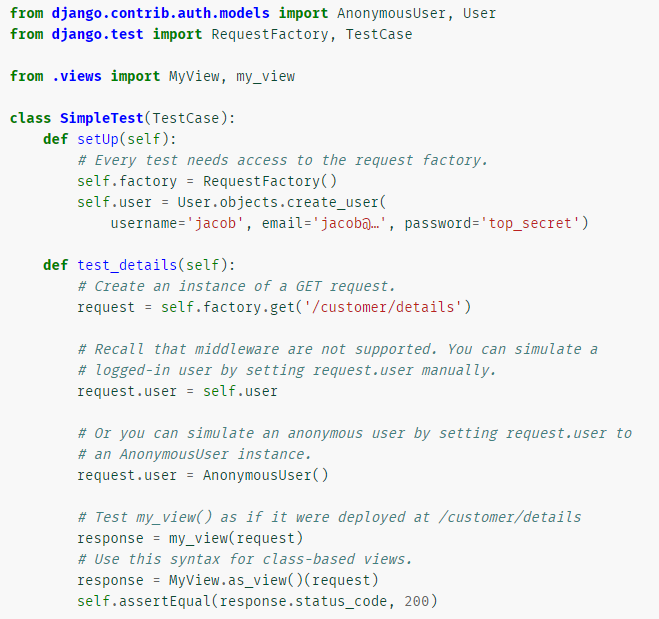 from django.contrib.auth.models import AnonymousUser, User
from django.test import RequestFactory, TestCase

from .views import MyView, my_view

class SimpleTest(TestCase):
    def setUp(self):
        # Every test needs access to the request factory.
        self.factory = RequestFactory()
        self.user = User.objects.create_user(
            username='jacob', email='jacob@…', password='top_secret')

    def test_details(self):
        # Create an instance of a GET request.
        request = self.factory.get('/customer/details')

        # Recall that middleware are not supported. You can simulate a
        # logged-in user by setting request.user manually.
        request.user = self.user

        # Or you can simulate an anonymous user by setting request.user to
        # an AnonymousUser instance.
        request.user = AnonymousUser()

        # Test my_view() as if it were deployed at /customer/details
        response = my_view(request)
        # Use this syntax for class-based views.
        response = MyView.as_view()(request)
        self.assertEqual(response.status_code, 200)